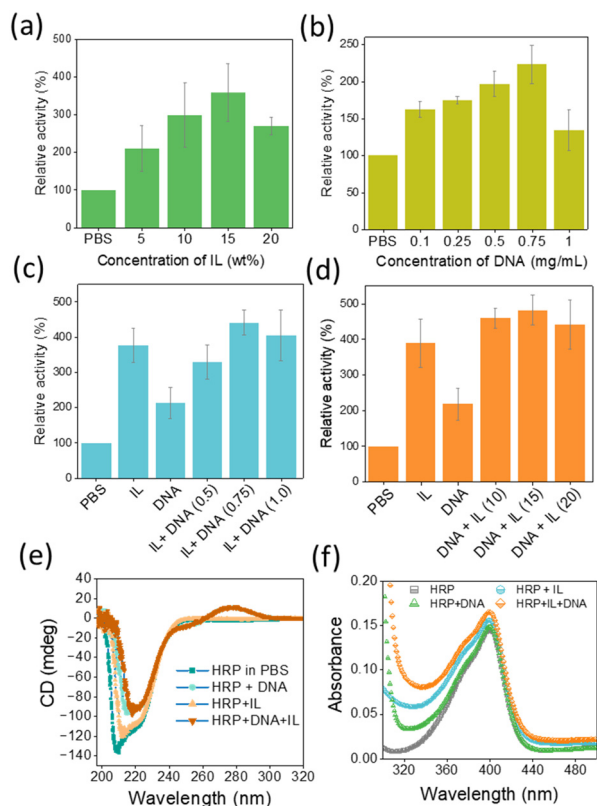 (a)
500
400
300
200
100
0
Relative activity (%)
PBS 5 10 15 20
Concentration of IL (wt%)
(b)
250
200
150
100
50
0
Relative activity (%)
PBS 0.1 0.25 0.5 0.75 1
Concentration of DNA (mg/mL)
(c)
400
300
200
100
0
Relative activity (%)
PBS
IL
DNA
IL+ DNA (0.5)
IL+ DNA (0.75)
IL+ DNA (1.0)
(d)
500
400
300
200
100
0
Relative activity (%)
PBS
IL
DNA
DNA + IL (10)
DNA + IL (15)
DNA + IL (20)
(e)
40
20
0
-20
-40
-60
-80
-100
-120
-140
CD (mdeg)
HRP in PBS
HRP + DNA
HRP+IL
HRP+DNA+IL
200 220 240 260 280 300 320
Wavelength (nm)
(f)
0.20
0.15
0.10
0.05
0.00
Absorbance
HRP HRP + IL
HRP+DNA HRP+IL+DNA
300 320 360 400 440 480
Wavelength (nm)